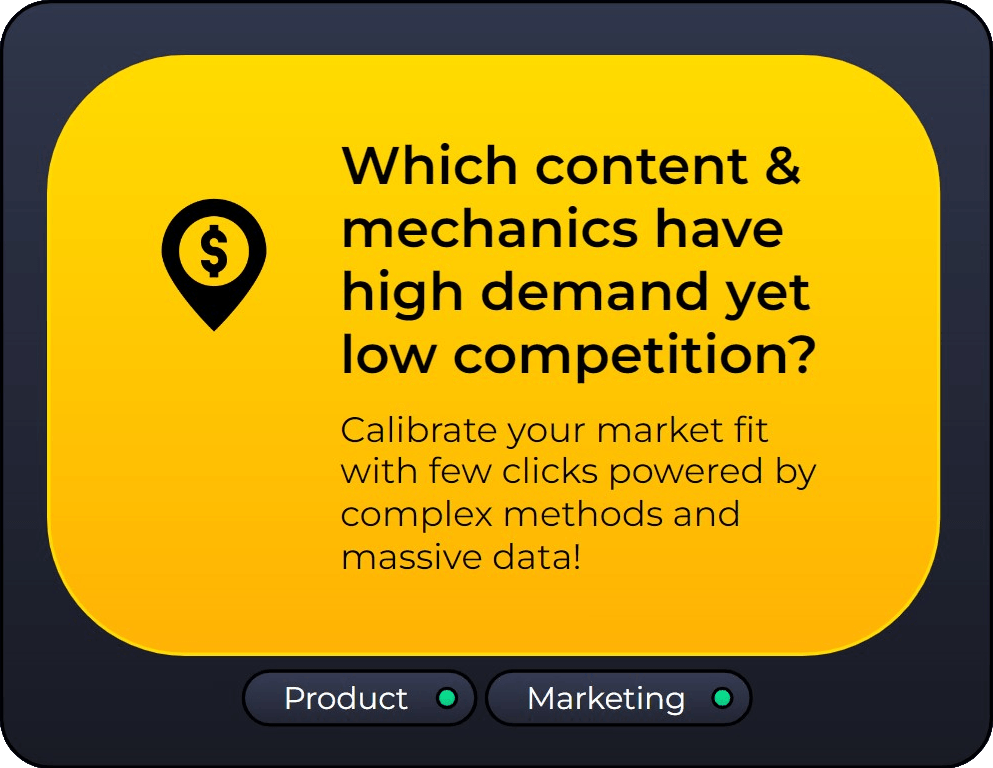 Which content &
mechanics have
high demand yet
low competition?
Calibrate your market fit
with few clicks powered by
complex methods and
massive data!
$
Product
Marketing